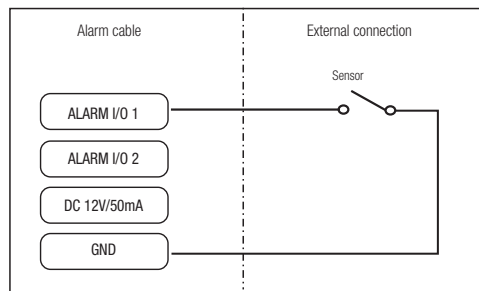 Alarm cable
External connection
Sensor
ALARM I/O 1
ALARM I/O 2
DC 12V/50mA
GND